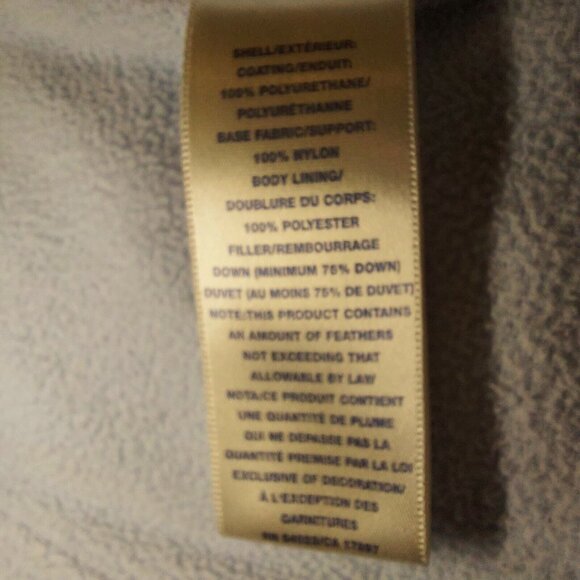 SHELL/EXTÉRIEUR:
COATING/ENDUIT:
100% POLYURETHANE/
POLYURÉTHANNE
BASE FABRIC/SUPPORT:
100% NYLON
BODY LINING/
DOUBLURE DU CORPS:
100% POLYESTER
FILLER/REMBOURRAGE
DOWN (MINIMUM 75% DOWN)
DUVET (AU MOINS 75% DE DUVET)
NOTE:THIS PRODUCT CONTAINS
AN AMOUNT OF FEATHERS
NOT EXCEEDING THAT
ALLOWABLE BY LAW
NOTA/CE PRODUIT CONTIENT
UNE QUANTITÉ DE PLUME
QUI NE DEPASSE PAS LA
QUANTITÉ PREMISE PAR LA LOI
EXCLUSIVE OF DECORATION/
À L'EXCEPTION DES
GARNITURES
RN